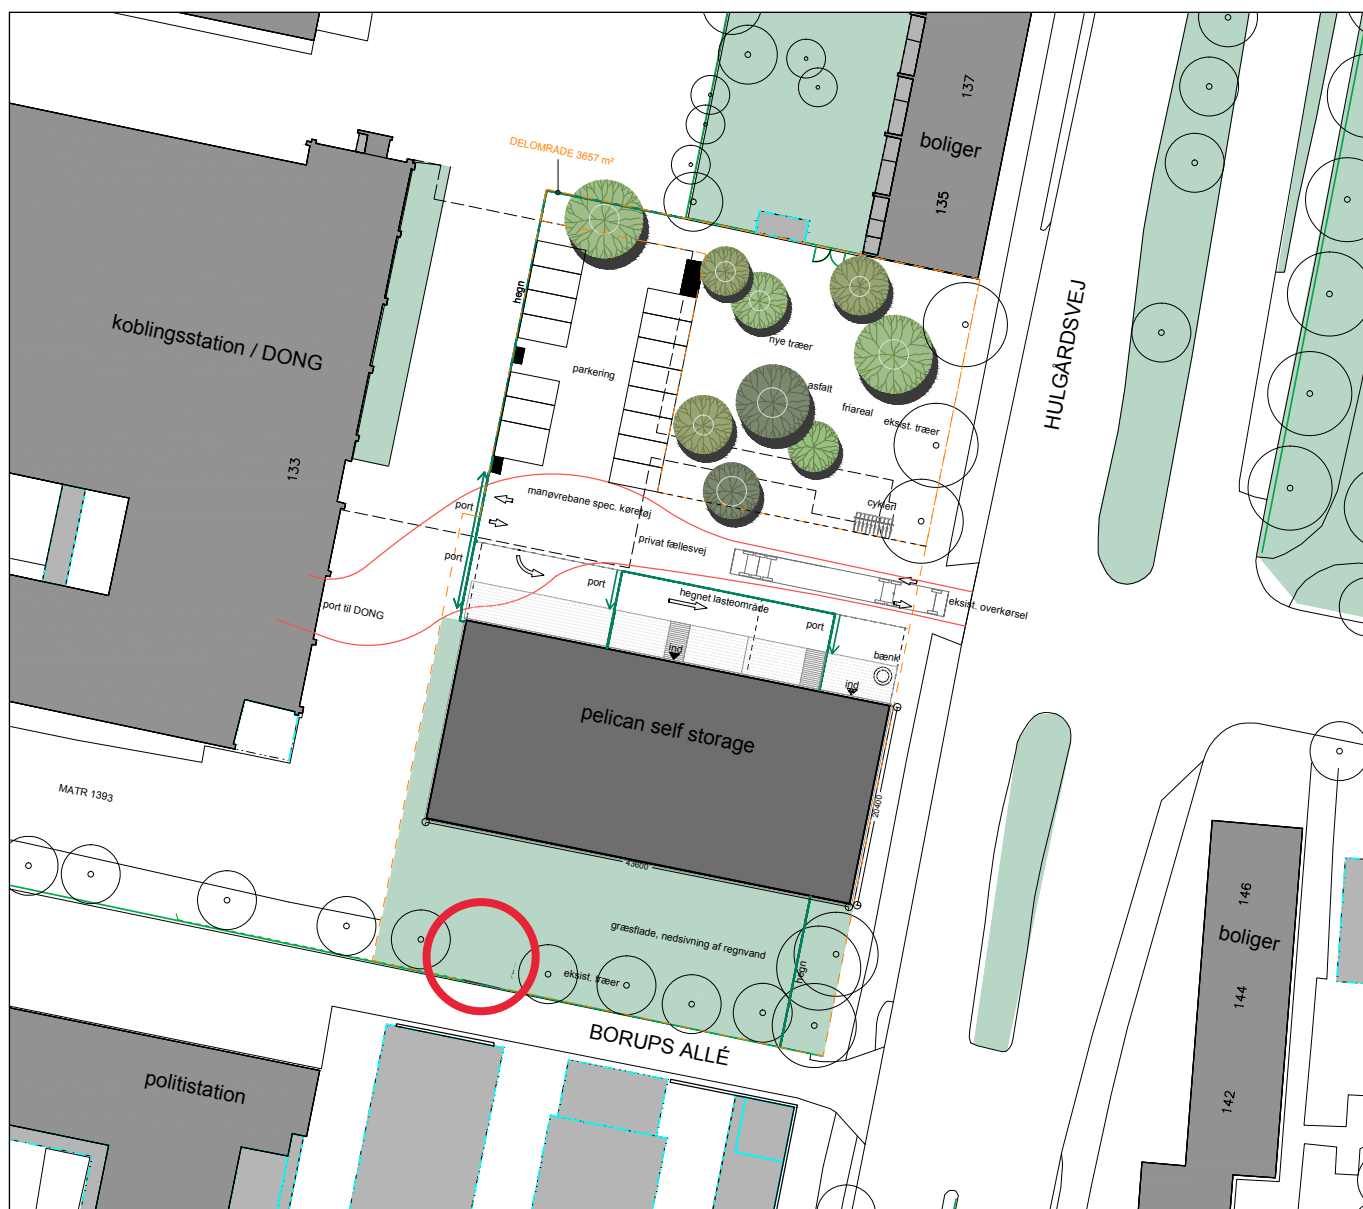 137
boliger
135
DELOMRÅDE 3657 m²
hegn
koblingsstation / DONG
133
parkering
nye træer
asfalt
friareal
eksist. træer
HULGÅRDSVEJ
manøvrebane spec. køretøj
cykler
port
port
privat fællesvej
port
hegnet lasteområde
port
eksist. overkørsel
port til DONG
ind
bænk
ind
pelican self storage
20400
MATR 1393
43600
græsflade, nedsivning af regnvand
eksist. træer
hegn
BORUPS ALLÉ
politistation
146
boliger
144
142